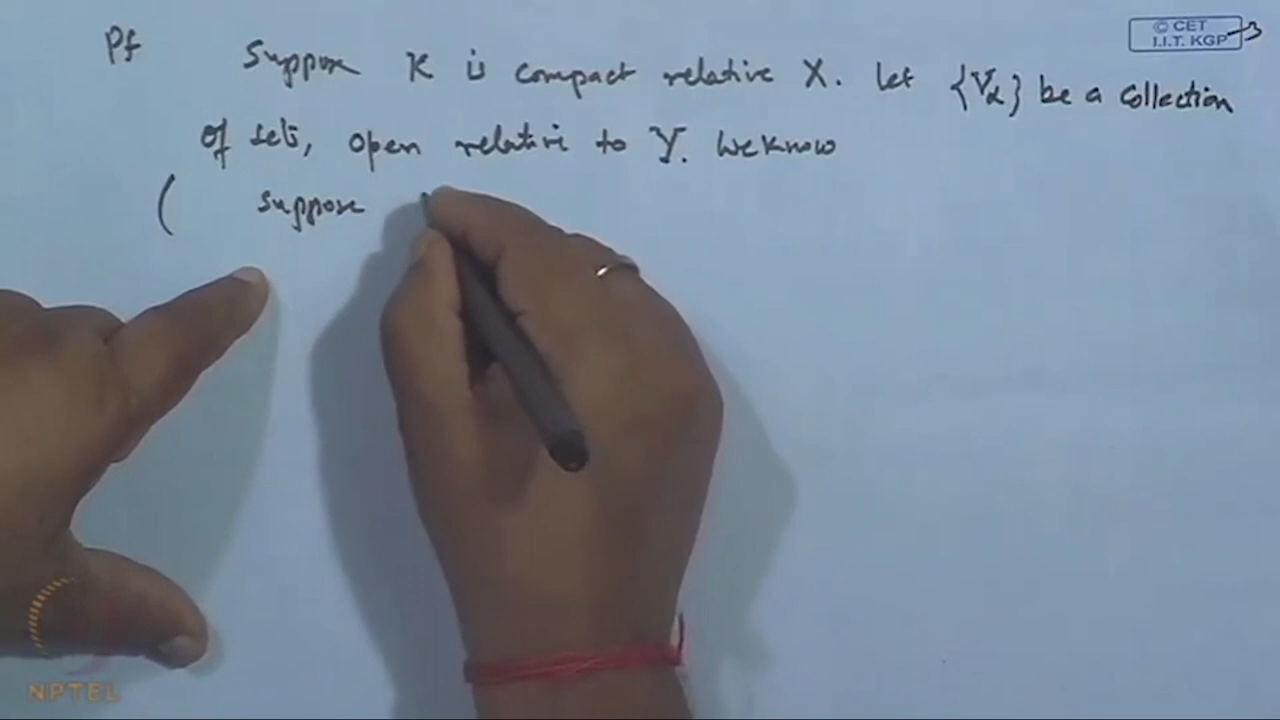 Pf Suppose K is compact relative X. Let {Vα} be a collection
of sets, open relative to Y. We know
( suppose
© CET
I.I.T. KGP
NPTEL